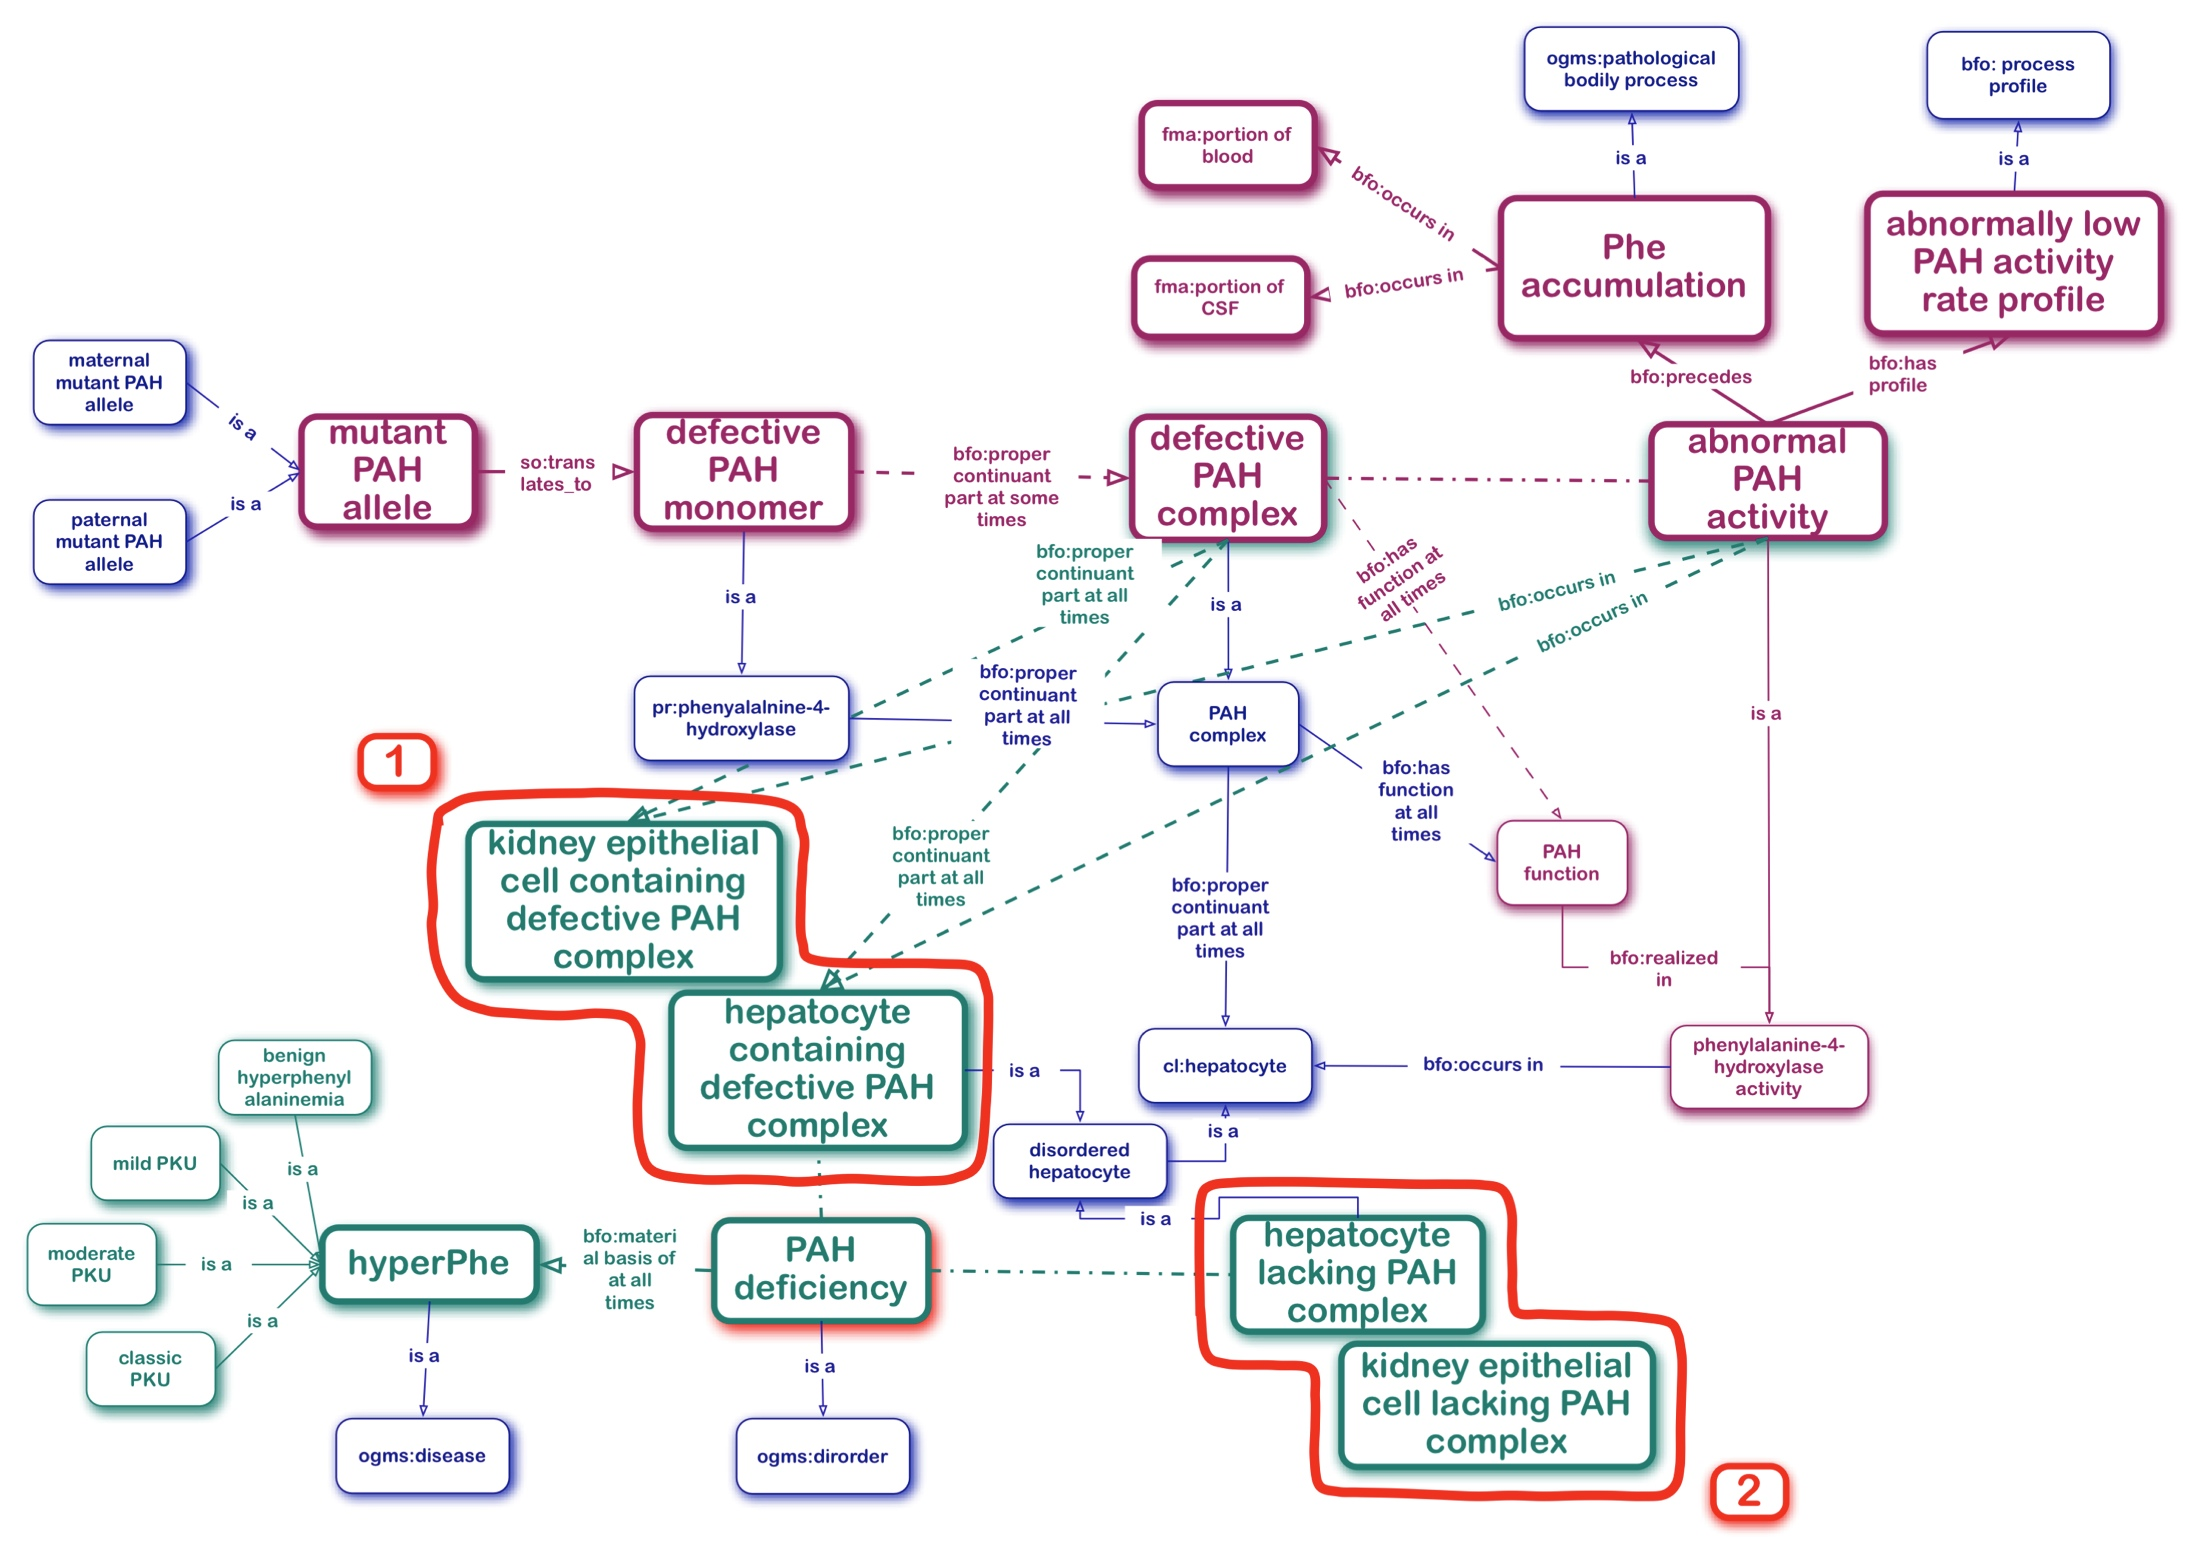 ogms:pathological
bodily process
bfo: process
profile
fma:portion of
blood
is a
is a
bfo:occurs in
Phe
accumulation
abnormally low
PAH activity
rate profile
fma:portion of
CSF
bfo:occurs in
maternal
mutant PAH
allele
is a
bfo:precedes
bfo:has
profile
mutant
PAH
allele
so:trans
lates_to
defective
PAH
monomer
bfo:proper
continuant
part at some
times
defective
PAH
complex
abnormal
PAH
activity
is a
paternal
mutant PAH
allele
bfo:proper
continuant
part at all
times
is a
is a
bfo:has
function at
all times
bfo:occurs in
bfo:occurs in
pr:phenyalalnine-4-
hydroxylase
bfo:proper
continuant
part at all
times
PAH
complex
is a
1
bfo:has
function
at all
times
kidney epithelial
cell containing
defective PAH
complex
bfo:proper
continuant
part at all
times
bfo:proper
continuant
part at all
times
PAH
function
bfo:realized
in
hepatocyte
containing
defective PAH
complex
is a
cl:hepatocyte
bfo:occurs in
phenylalanine-4-
hydroxylase
activity
benign
hyperphenyl
alaninemia
mild PKU
is a
is a
disordered
hepatocyte
is a
is a
moderate
PKU
is a
hyperPhe
bfo:materi
al basis of
at all
times
PAH
deficiency
hepatocyte
lacking PAH
complex
is a
classic
PKU
is a
is a
kidney epithelial
cell lacking PAH
complex
ogms:disease
ogms:dirorder
2